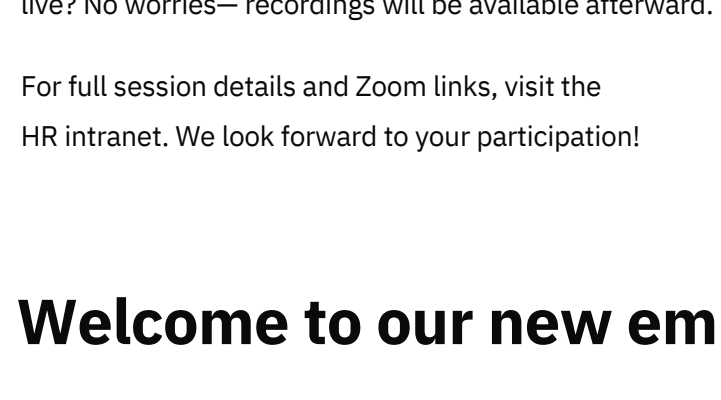 live? No worries— recordings will be available afterward.
For full session details and Zoom links, visit the
HR intranet. We look forward to your participation!
Welcome to our new em